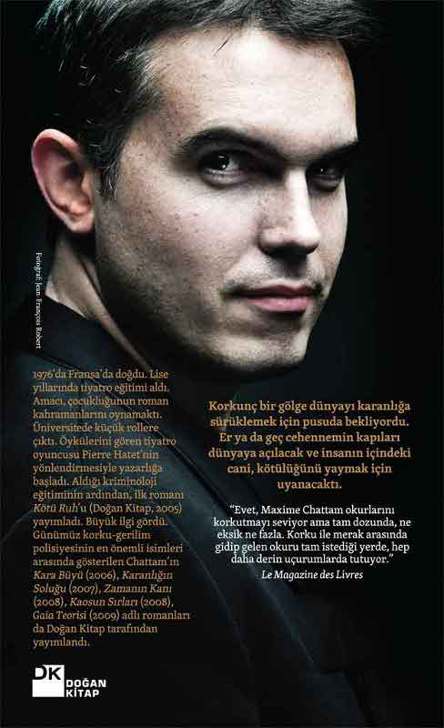 Fotoğraf: Jean-François Robert
1976'da Fransa'da doğdu. Lise
yıllarında tiyatro eğitimi aldı.
Amacı, çocukluğunun roman
kahramanlarını oynamaktı.
Üniversitede küçük rollere
çıktı. Öykülerini gören tiyatro
oyuncusu Pierre Hatet'nin
yönlendirmesiyle yazarlığa
başladı. Aldığı kriminoloji
eğitiminin ardından, ilk romanı
Kötü Ruh'u (Doğan Kitap, 2005)
yayımladı. Büyük ilgi gördü.
Günümüz korku-gerilim
polisiyesinin en önemli isimleri
arasında gösterilen Chattam'ın
Kara Büyü (2006), Karanlığın
Soluğu (2007), Zamanın Kanı
(2008), Kaosun Sırları (2008),
Gaia Teorisi (2009) adlı romanları
da Doğan Kitap tarafından
yayımlandı.
Korkunç bir gölge dünyayı karanlığa
sürüklemek için pusuda bekliyordu.
Er ya da geç cehennemin kapıları
dünyaya açılacak ve insanın içindeki
cani, kötülüğünü yaymak için
uyanacaktı.
"Evet, Maxime Chattam okurlarını
korkutmayı seviyor ama tam dozunda, ne
eksik ne fazla. Korku ile merak arasında
gidip gelen okuru tam istediği yerde, hep
daha derin uçurumlarda tutuyor."
Le Magazine des Livres
DK DOĞAN
KİTAP